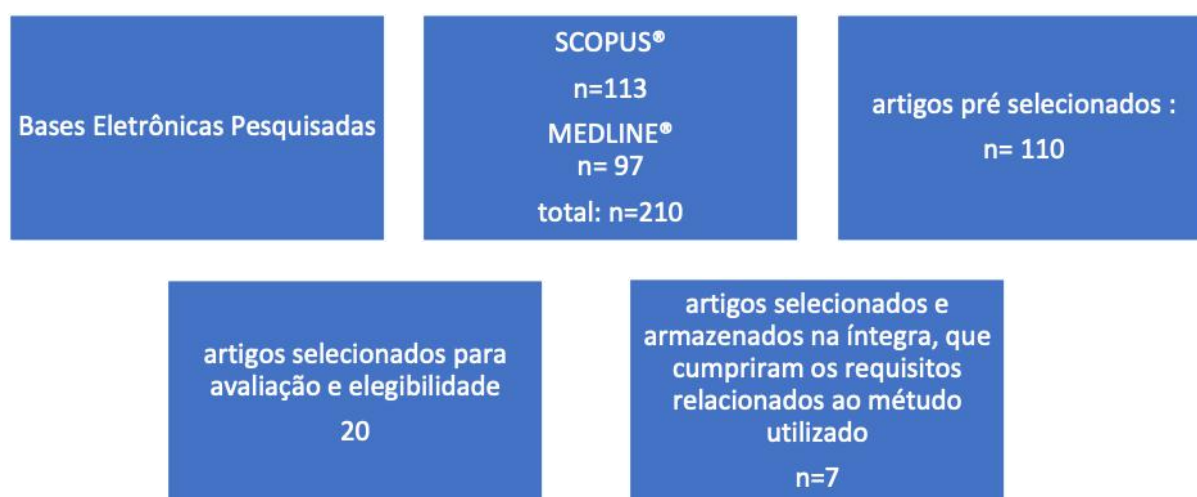 Bases Eletrônicas Pesquisadas
SCOPUS®
n=113
MEDLINE®
n= 97
total: n=210
artigos pré selecionados :
n= 110
artigos selecionados para
avaliação e elegibilidade
20
artigos selecionados e
armazenados na íntegra, que
cumpriram os requisitos
relacionados ao métudo
utilizado
n=7